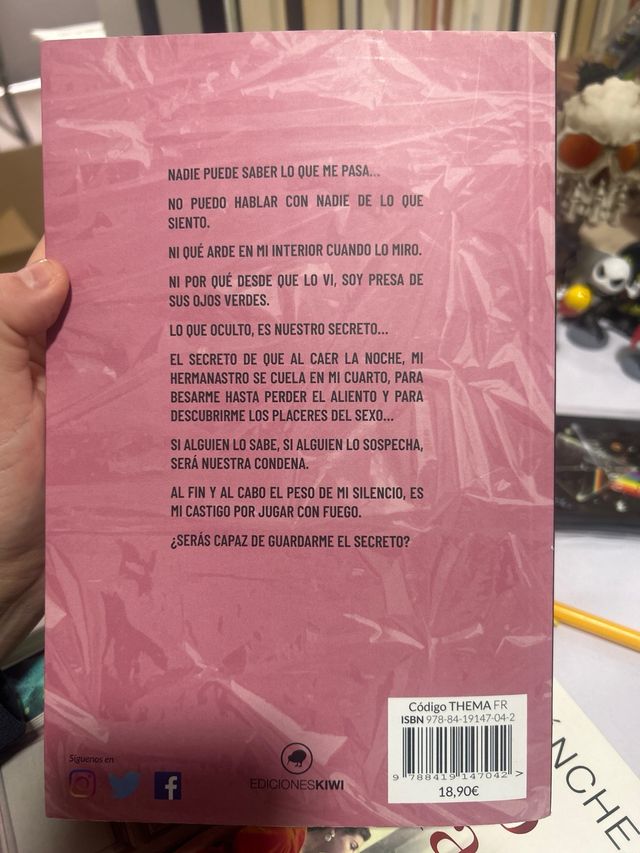 NADIE PUEDE SABER LO QUE ME PASA...
NO PUEDO HABLAR CON NADIE DE LO QUE
SIENTO.
NI QUÉ ARDE EN MI INTERIOR CUANDO LO MIRO.
NI POR QUÉ DESDE QUE LO VI, SOY PRESA DE
SUS OJOS VERDES.
LO QUE OCULTO, ES NUESTRO SECRETO...
EL SECRETO DE QUE AL CAER LA NOCHE, MI
HERMANASTRO SE CUELA EN MI CUARTO, PARA
BESARME HASTA PERDER EL ALIENTO Y PARA
DESCUBRIRME LOS PLACERES DEL SEXO...
SI ALGUIEN LO SABE, SI ALGUIEN LO SOSPECHA,
SERÁ NUESTRA CONDENA.
AL FIN Y AL CABO EL PESO DE MI SILENCIO, ES
MI CASTIGO POR JUGAR CON FUEGO.
¿SERÁS CAPAZ DE GUARDARME EL SECRETO?
Síguenos en
EDICIONESKIWI
Código THEMA FR
ISBN 978-84-19147-04-2
9 788419 147042 >
18,90€
NCHE